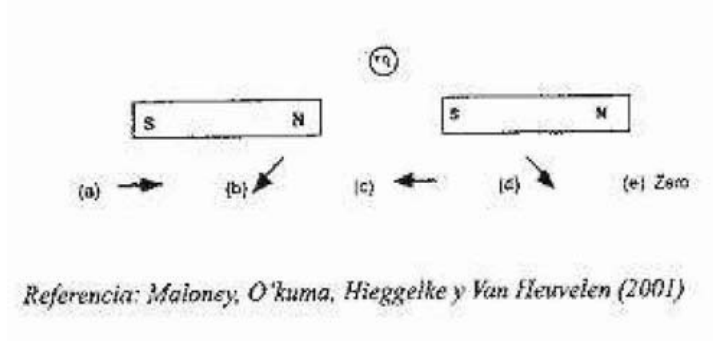 +q
S N S N
(a) (b) (c) (d) (e) Zero
Referencia: Maloney, O'kuma, Hieggelke y Van Heuvelen (2001)